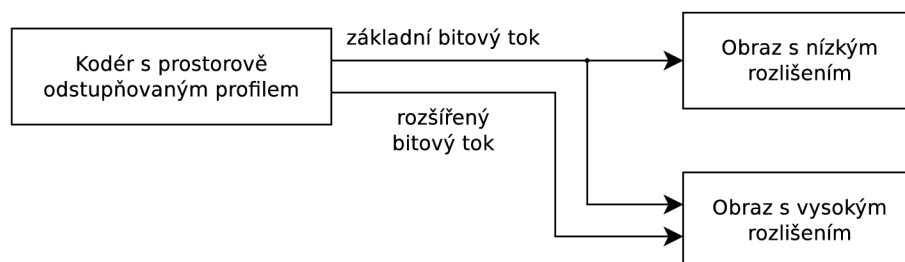 základní bitový tok
Kodér s prostorově
odstupňovaným profilem
rozšířený
bitový tok
Obraz s nízkým
rozlišením
Obraz s vysokým
rozlišením